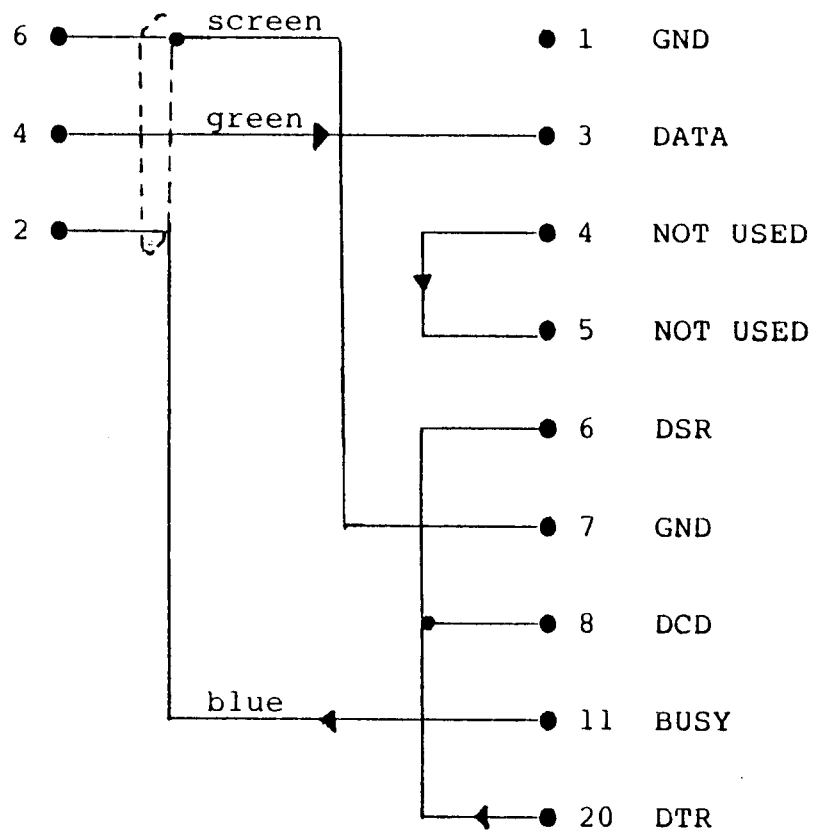 6 screen 1 GND
4 green 3 DATA
2 4 NOT USED
5 NOT USED
6 DSR
7 GND
8 DCD
blue 11 BUSY
20 DTR